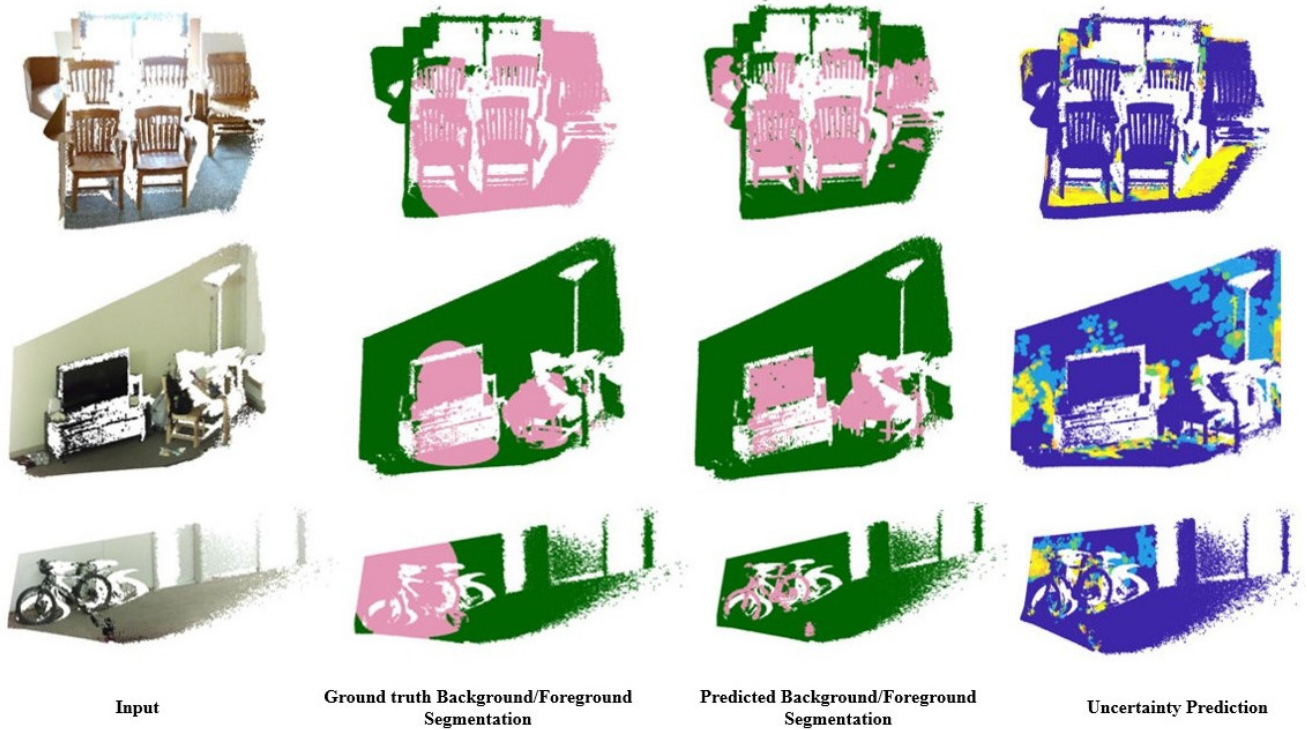 Input
Ground truth Background/Foreground
Segmentation
Predicted Background/Foreground
Segmentation
Uncertainty Prediction